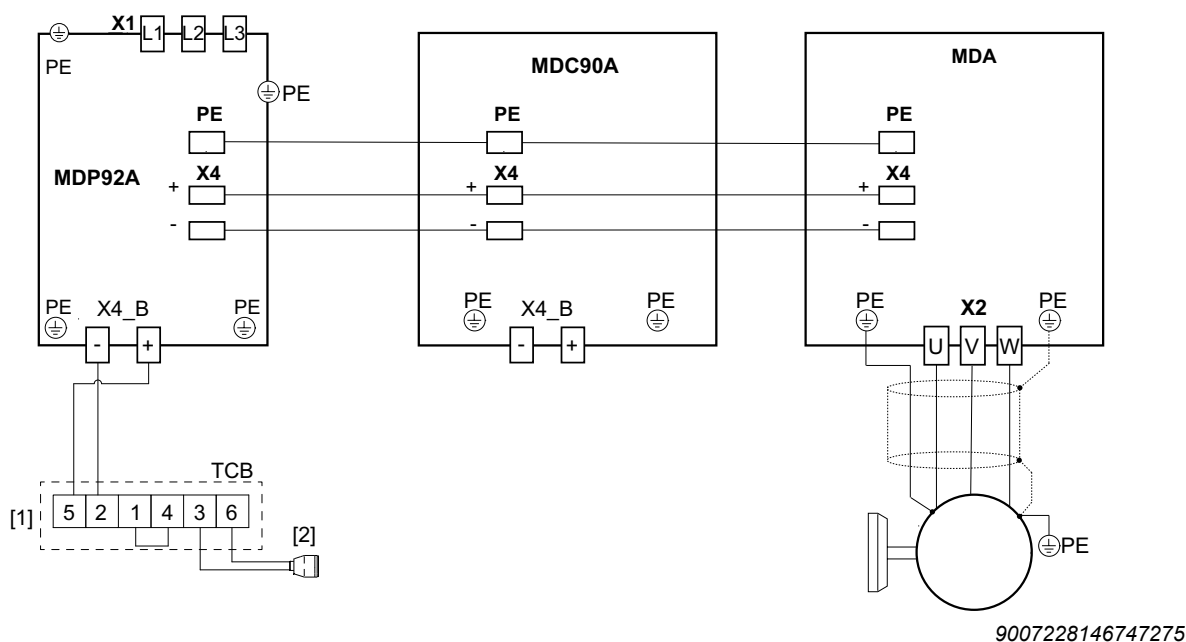 X1 L1 L2 L3
PE
PE
MDP92A
PE
X4
+
-
PE X4_B PE
- +
MDC90A
PE
X4
+
-
PE X4_B PE
- +
MDA
PE
X4
+
-
PE X2 PE
U V W
TCB
[1] 5 2 1 4 3 6
[2]
PE
9007228146747275